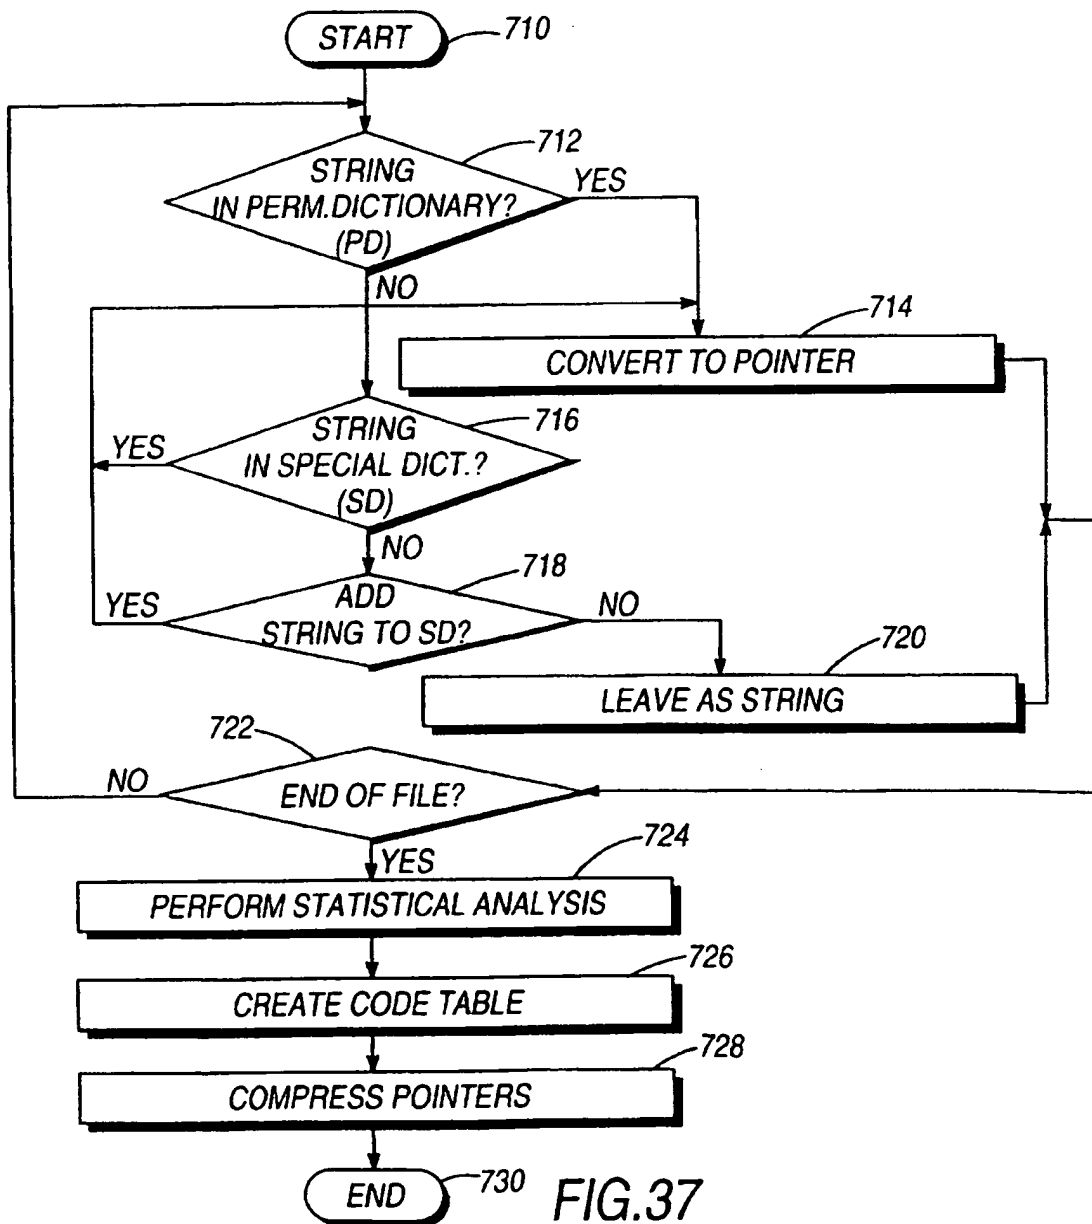 START
710
712
STRING
IN PERM.DICTIONARY?
(PD)
YES
NO
714
CONVERT TO POINTER
716
STRING
IN SPECIAL DICT.?
(SD)
YES
NO
718
ADD
STRING TO SD?
YES
NO
720
LEAVE AS STRING
722
END OF FILE?
NO
YES
724
PERFORM STATISTICAL ANALYSIS
726
CREATE CODE TABLE
728
COMPRESS POINTERS
END
730
FIG.37